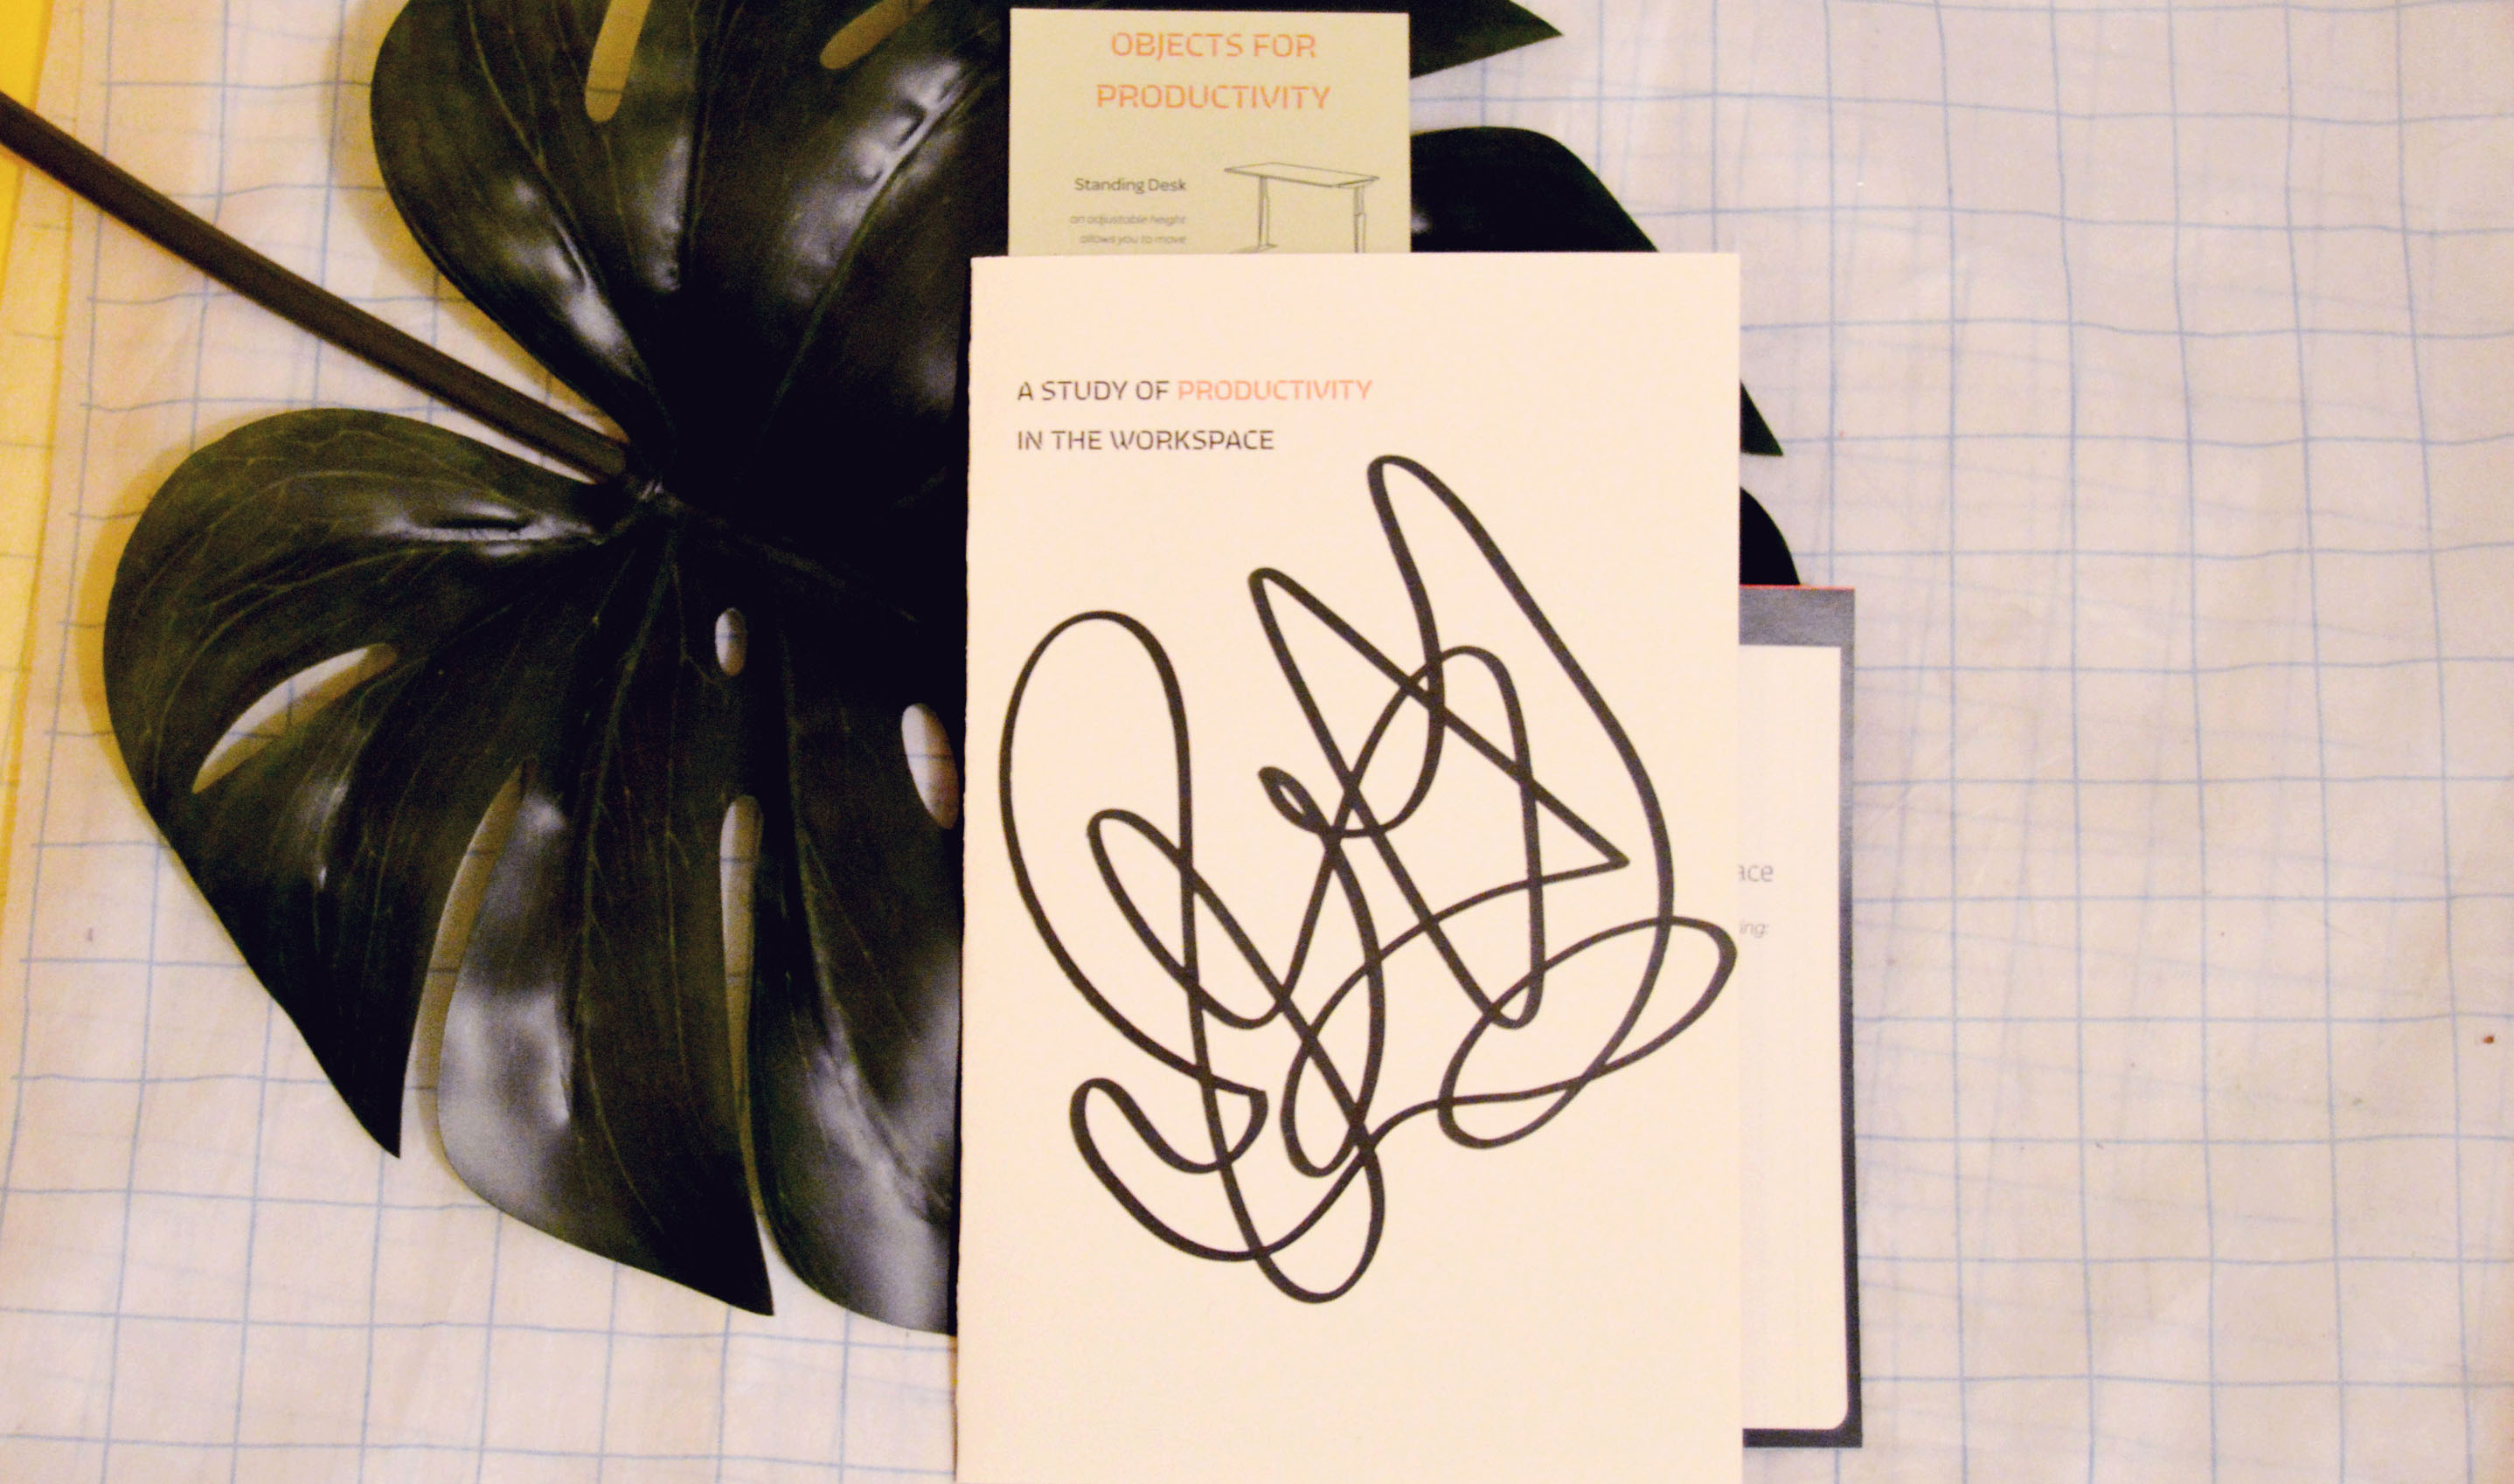 OBJECTS FOR
PRODUCTIVITY
Standing Desk
an adjustable height
allows you to move
A STUDY OF PRODUCTIVITY
IN THE WORKSPACE
ace
ing: